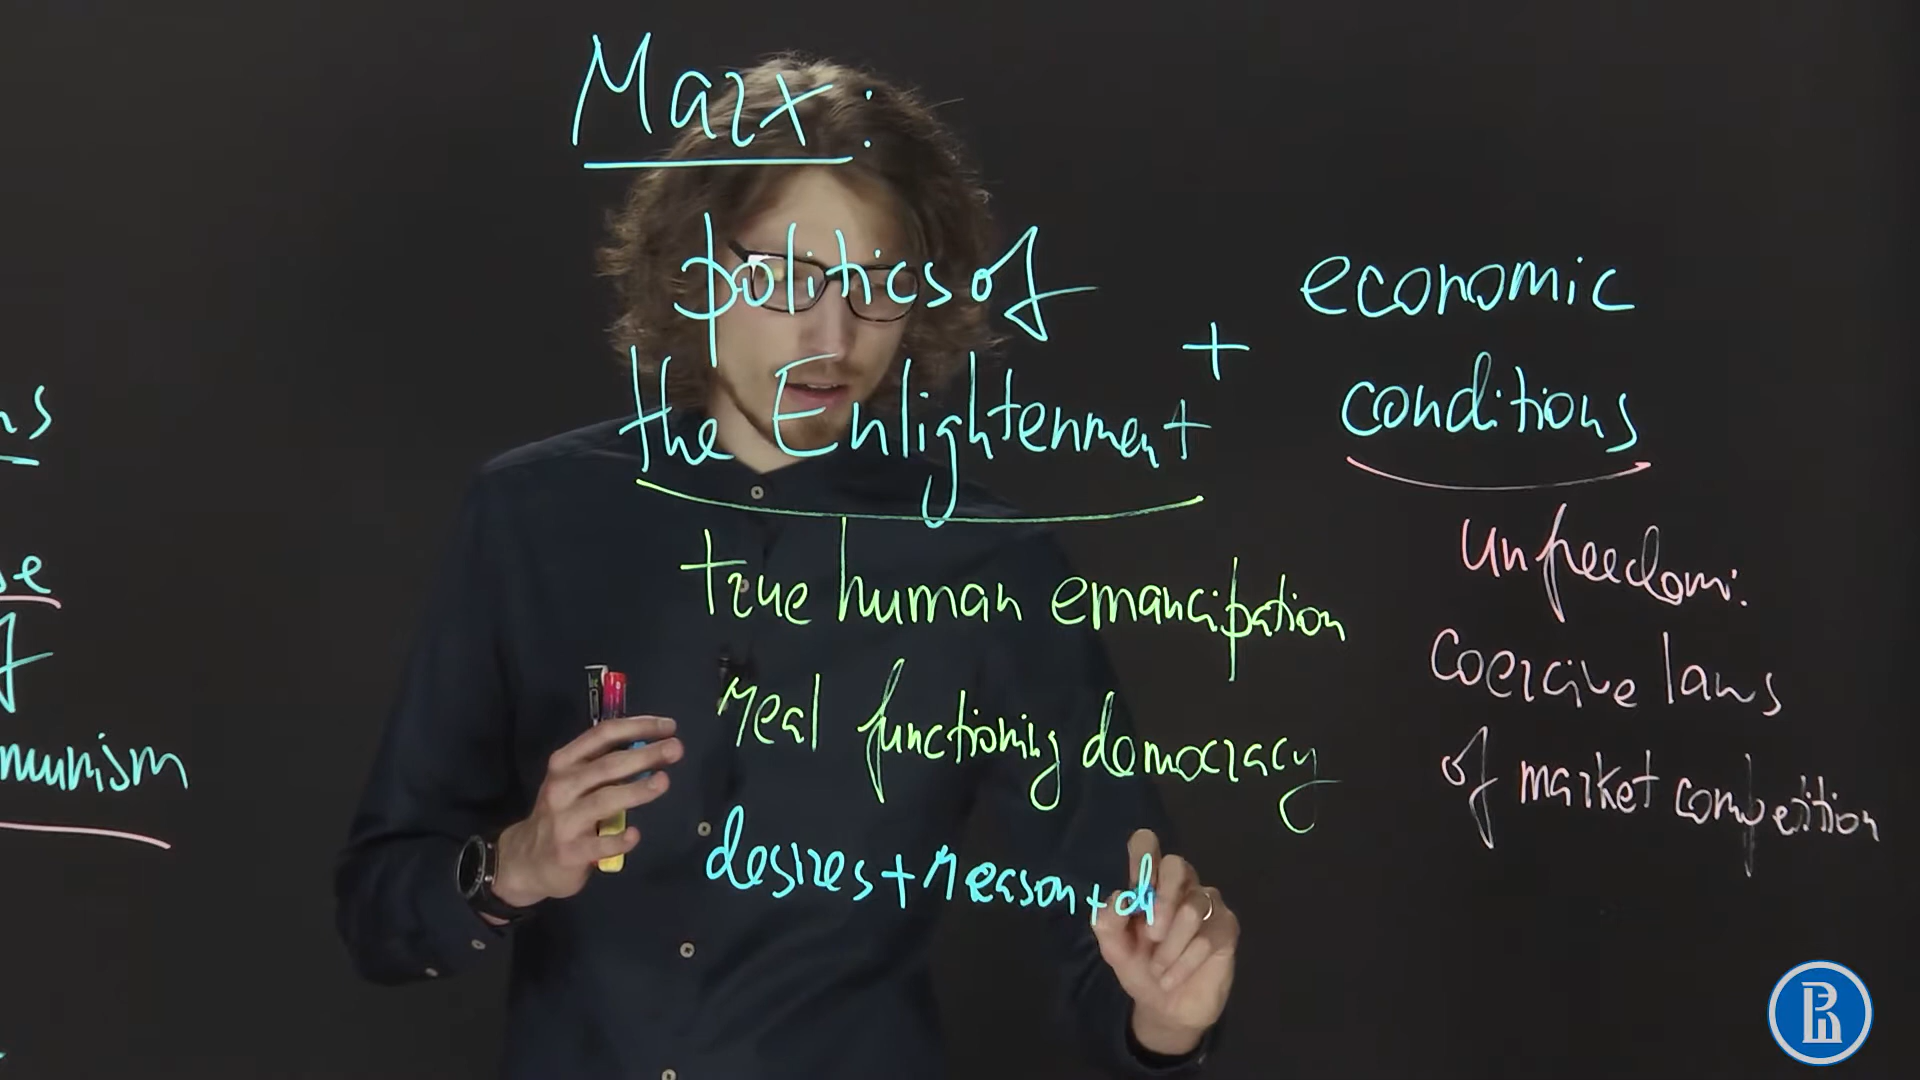 Marx:
politics of
the Enlightenment
+
economic
conditions
true human emancipation
real functioning democracy
desires + reason + di
unfreedom:
coercive laws
of market competition